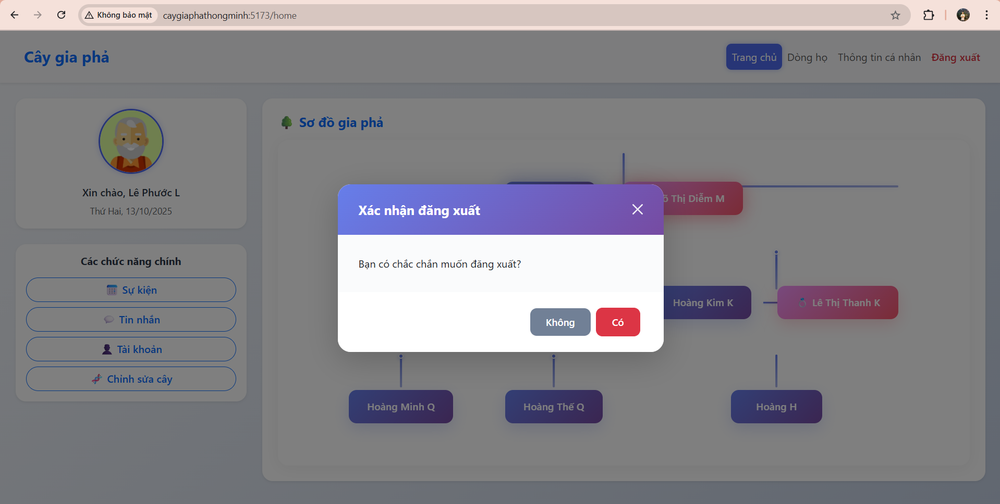 Không bảo mật caygiaphathongminh:5173/home
Cây gia phả
Trang chủ Dòng họ Thông tin cá nhân Đăng xuất
Xin chào, Lê Phước L
Thứ Hai, 13/10/2025
Các chức năng chính
Sự kiện
Tin nhắn
Tài khoản
Chỉnh sửa cây
Sơ đồ gia phả
Thị Diễm M
Xác nhận đăng xuất
Bạn có chắc chắn muốn đăng xuất?
Không Có
Hoàng Kim K
Lê Thị Thanh K
Hoàng Minh Q
Hoàng Thế Q
Hoàng H